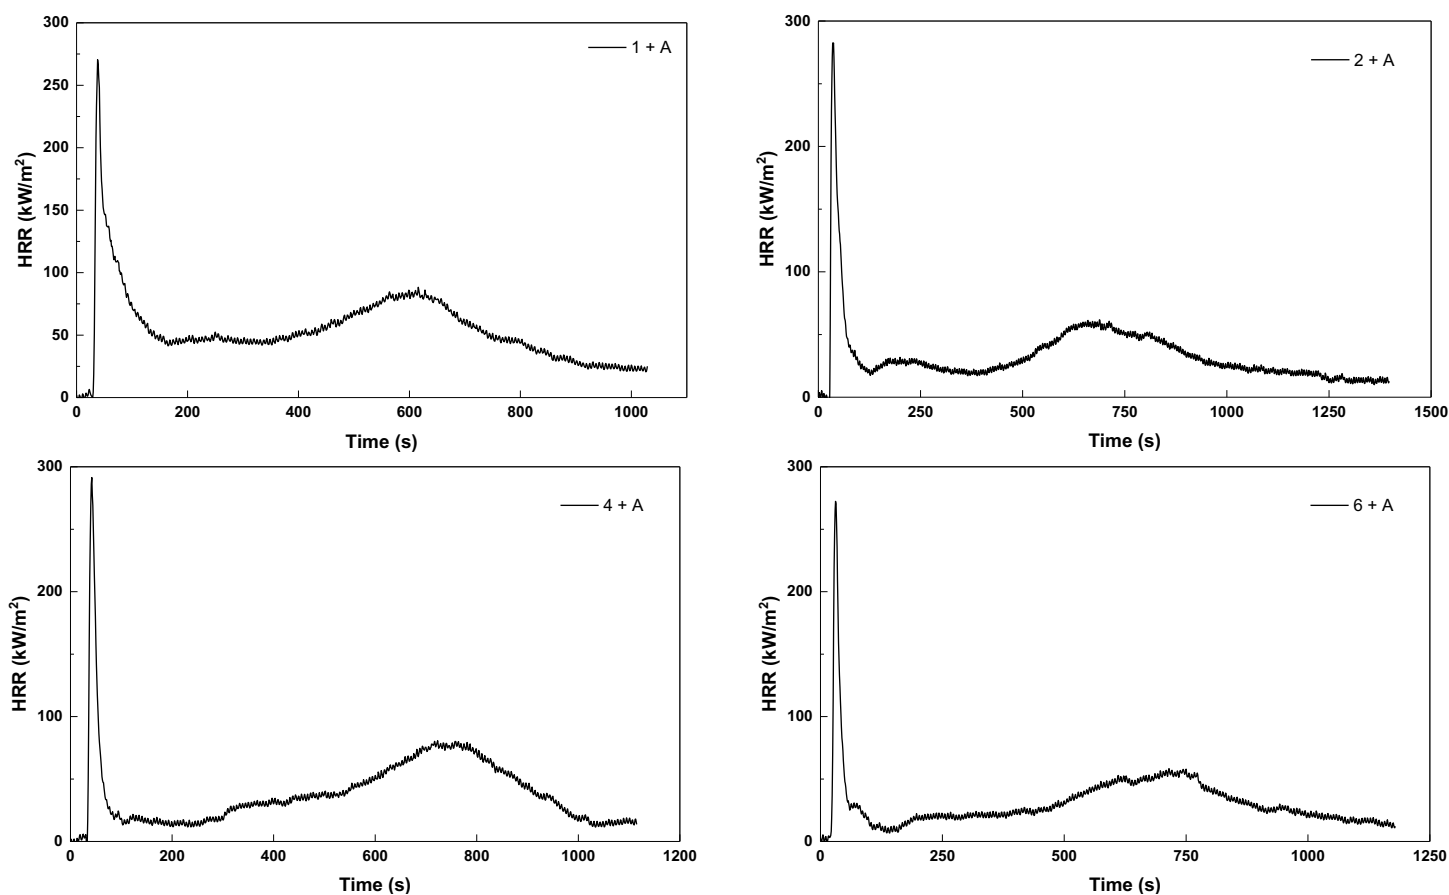 300
250
200
150
100
50
0
HRR (kW/m²)
1 + A
0 200 400 600 800 1000
Time (s)
300
200
100
0
HRR (kW/m²)
2 + A
0 250 500 750 1000 1250 1500
Time (s)
300
200
100
0
HRR (kW/m²)
4 + A
0 200 400 600 800 1000 1200
Time (s)
300
200
100
0
HRR (kW/m²)
6 + A
0 250 500 750 1000 1250
Time (s)